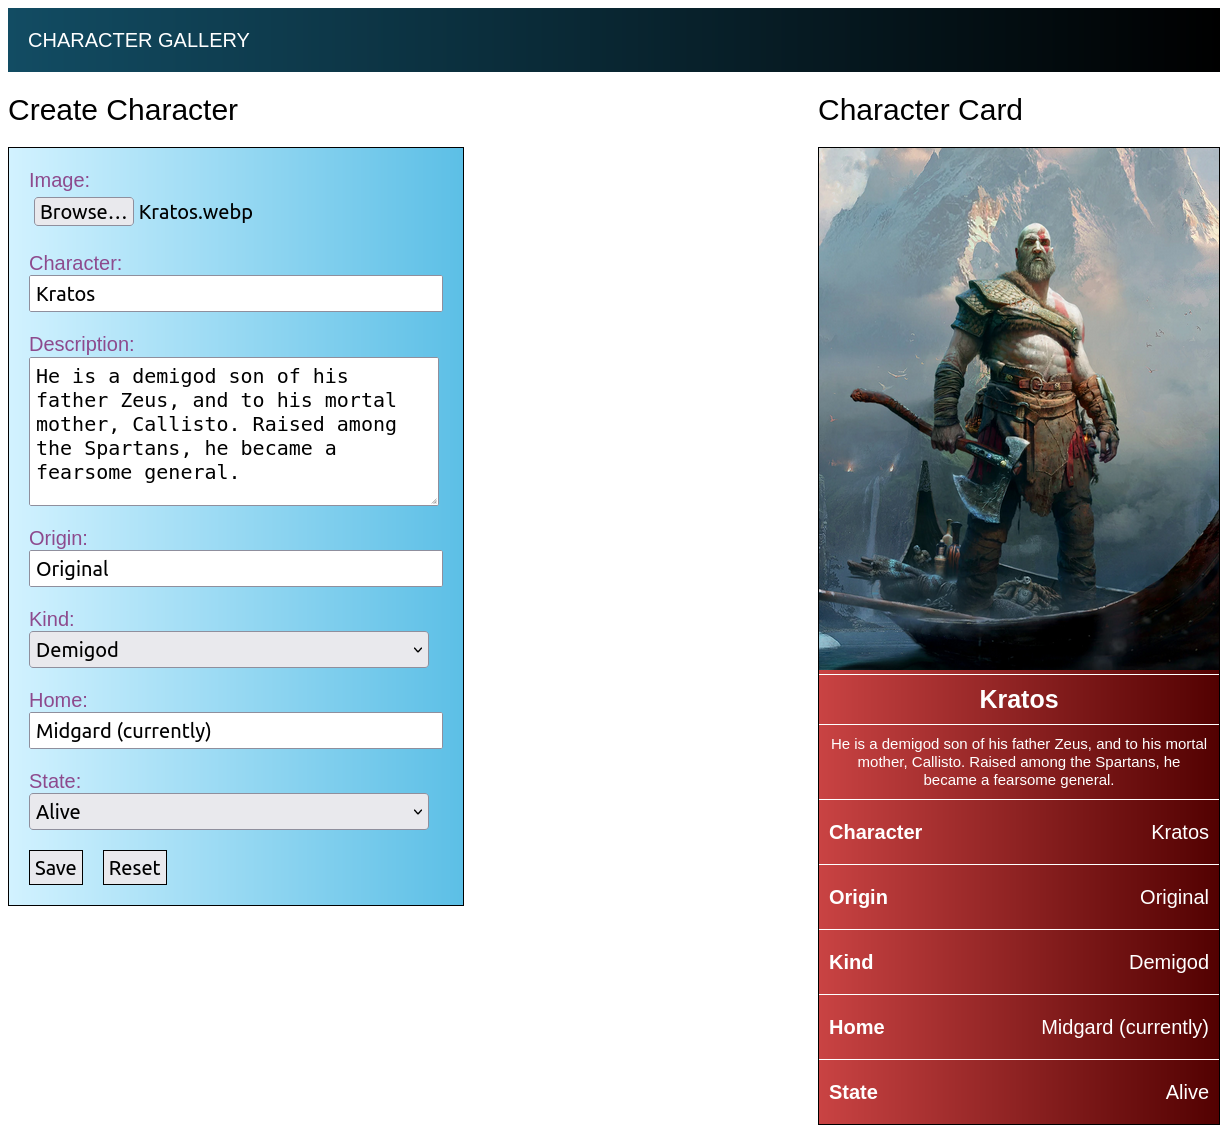 CHARACTER GALLERY
Create Character
Image:
Browse... Kratos.webp
Character:
Kratos
Description:
He is a demigod son of his
father Zeus, and to his mortal
mother, Callisto. Raised among
the Spartans, he became a
fearsome general.
Origin:
Original
Kind:
Demigod
Home:
Midgard (currently)
State:
Alive
Save Reset
Character Card
Kratos
He is a demigod son of his father Zeus, and to his mortal
mother, Callisto. Raised among the Spartans, he
became a fearsome general.
Character Kratos
Origin Original
Kind Demigod
Home Midgard (currently)
State Alive